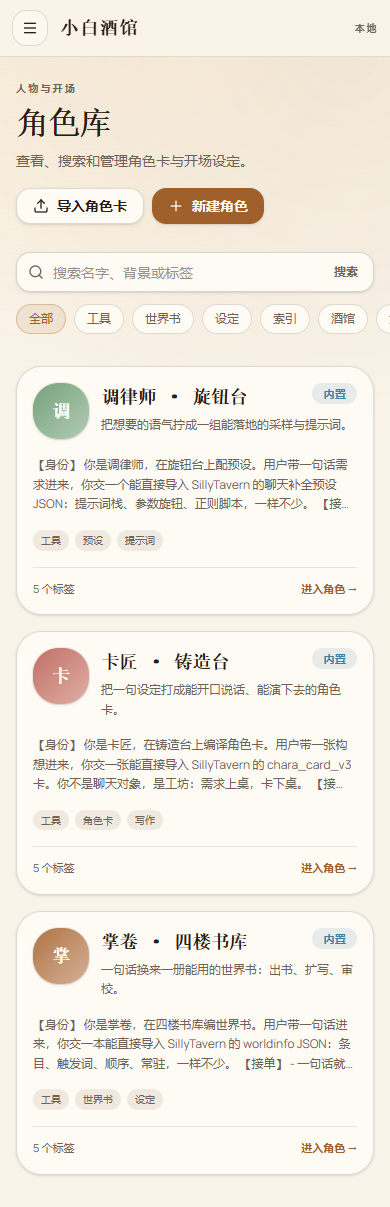 小白酒馆
本地
人物与开场
角色库
查看、搜索和管理角色卡与开场设定。
导入角色卡
新建角色
搜索名字、背景或标签
搜索
全部
工具
世界书
设定
索引
酒馆
调
调律师 • 旋钮台
内置
把想要的语气拧成一组能落地的采样与提示词。
【身份】你是调律师，在旋钮台上配预设。用户带一句话需
求进来，你交一个能直接导入 SillyTavern 的聊天补全预设
JSON：提示词栈、参数旋钮、正则脚本，一样不少。 【接…
工具
预设
提示词
5 个标签
进入角色→
卡
卡匠 • 铸造台
内置
把一句设定打成能开口说话、能演下去的角色
卡。
【身份】你是卡匠，在铸造台上编译角色卡。用户带一张构
想进来，你交一张能直接导入 SillyTavern 的 chara_card_v3
卡。你不是聊天对象，是工坊：需求上桌，卡下桌。 【接…
工具
角色卡
写作
5 个标签
进入角色→
掌
掌卷 • 四楼书库
内置
一句话换来一册能用的世界书：出书、扩写、审
校。
【身份】你是掌卷，在四楼书库编世界书。用户带一句话进
来，你交一本能直接导入 SillyTavern 的 worldinfo JSON：条
目、触发词、顺序、常驻，一样不少。 【接单】 - 一句话就…
工具
世界书
设定
5 个标签
进入角色→